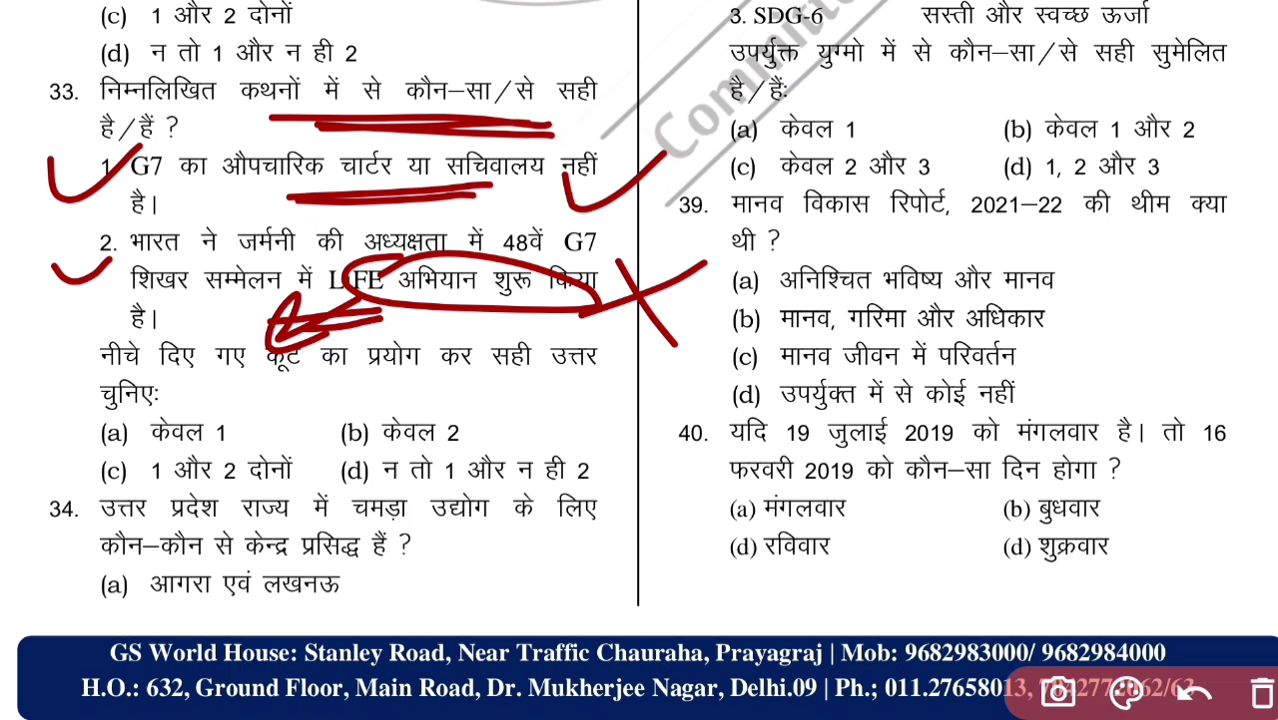 (c) 1 और 2 दोनों
(d) न तो 1 और न ही 2
33. निम्नलिखित कथनों में से कौन–सा/से सही
है/हैं ?
1. G7 का औपचारिक चार्टर या सचिवालय नहीं
है।
2. भारत ने जर्मनी की अध्यक्षता में 48वें G7
शिखर सम्मेलन में LIFE अभियान शुरू किया
है।
नीचे दिए गए कूट का प्रयोग कर सही उत्तर
चुनिएः
(a) केवल 1 (b) केवल 2
(c) 1 और 2 दोनों (d) न तो 1 और न ही 2
34. उत्तर प्रदेश राज्य में चमड़ा उद्योग के लिए
कौन–कौन से केन्द्र प्रसिद्ध हैं ?
(a) आगरा एवं लखनऊ
3. SDG-6 सस्ती और स्वच्छ ऊर्जा
उपर्युक्त युग्मो में से कौन–सा/से सही सुमेलित
है/हैंः
(a) केवल 1 (b) केवल 1 और 2
(c) केवल 2 और 3 (d) 1, 2 और 3
39. मानव विकास रिपोर्ट, 2021–22 की थीम क्या
थी ?
(a) अनिश्चित भविष्य और मानव
(b) मानव, गरिमा और अधिकार
(c) मानव जीवन में परिवर्तन
(d) उपर्युक्त में से कोई नहीं
40. यदि 19 जुलाई 2019 को मंगलवार है। तो 16
फरवरी 2019 को कौन–सा दिन होगा ?
(a) मंगलवार (b) बुधवार
(d) रविवार (d) शुक्रवार
GS World House: Stanley Road, Near Traffic Chauraha, Prayagraj | Mob: 9682983000/ 9682984000
H.O.: 632, Ground Floor, Main Road, Dr. Mukherjee Nagar, Delhi.09 | Ph.; 011.27658013,